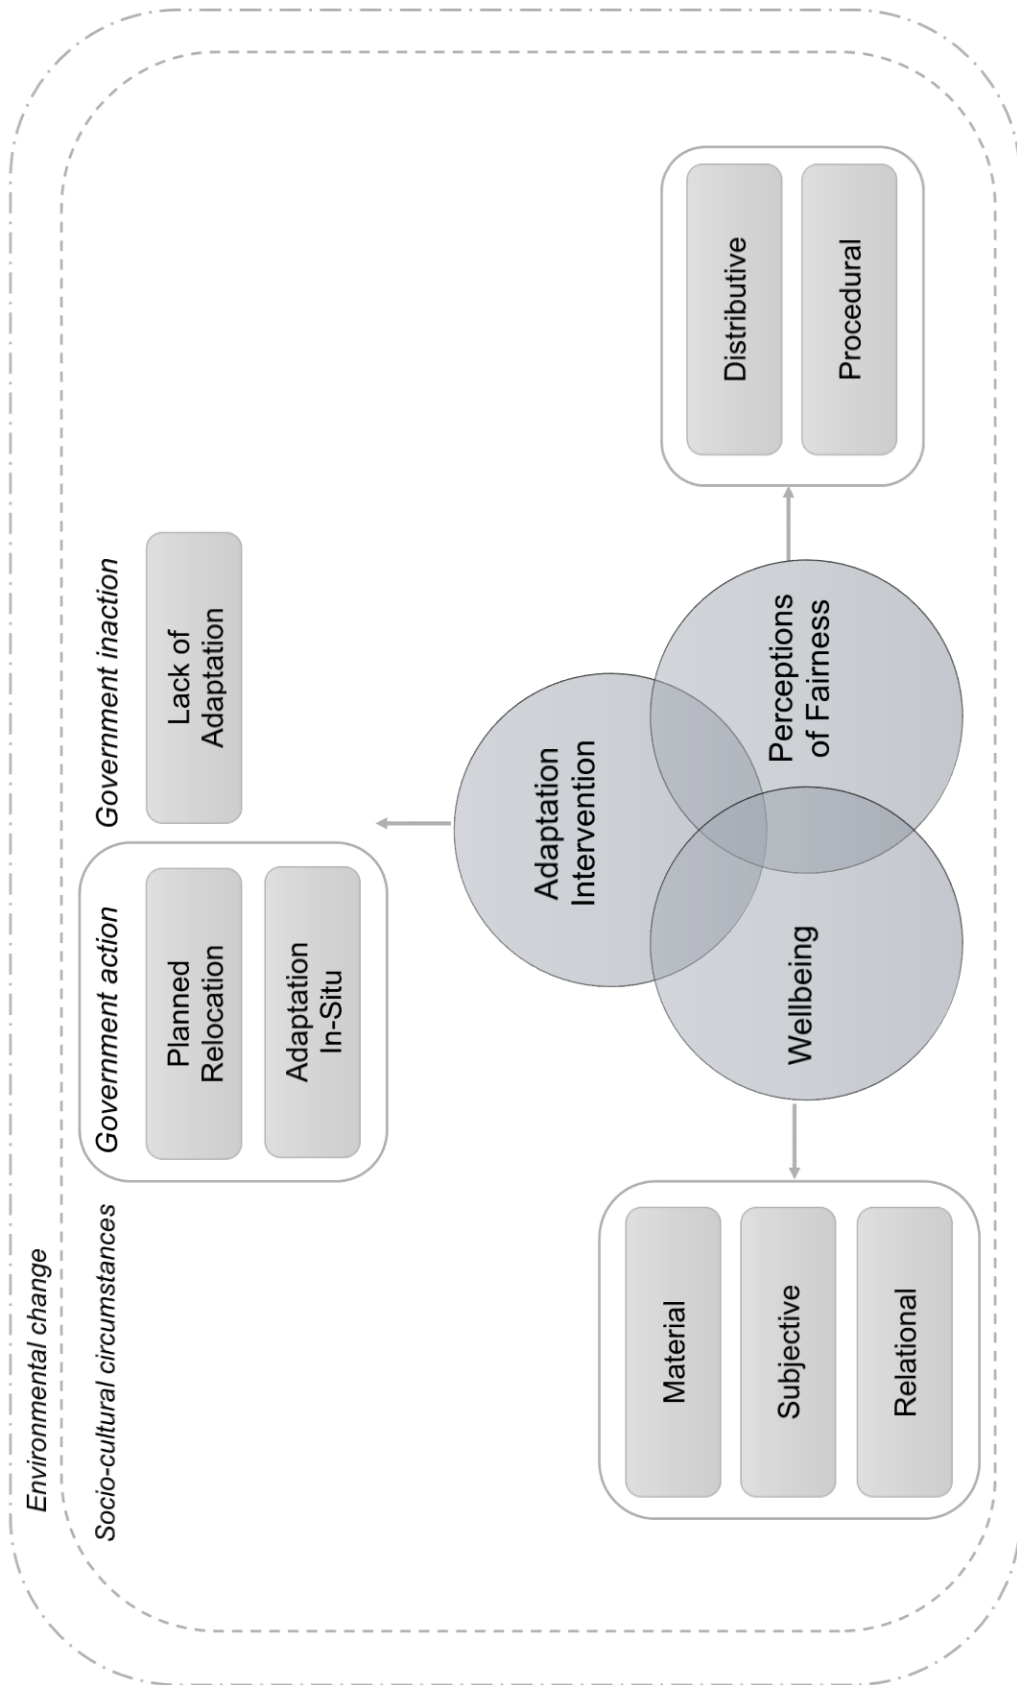 Environmental change
Socio-cultural circumstances
Government action
Government inaction
Planned
Relocation
Lack of
Adaptation
Adaptation
In-Situ
Adaptation
Intervention
Wellbeing
Perceptions
of Fairness
Material
Subjective
Relational
Distributive
Procedural